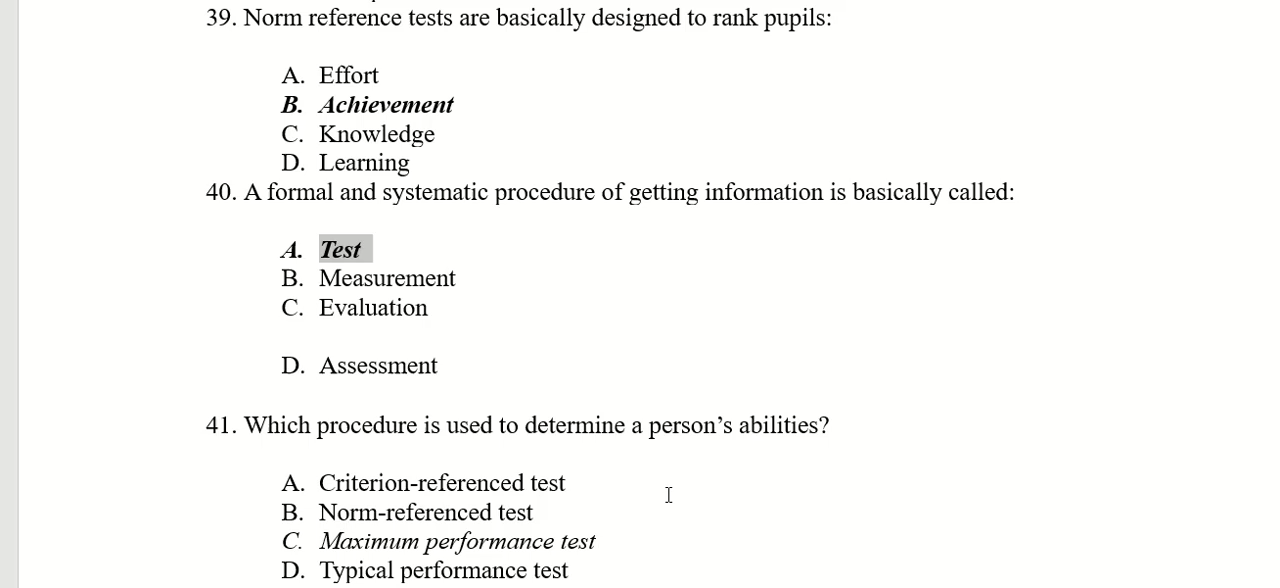 39. Norm reference tests are basically designed to rank pupils:
A. Effort
B. Achievement
C. Knowledge
D. Learning
40. A formal and systematic procedure of getting information is basically called:
A. Test
B. Measurement
C. Evaluation
D. Assessment
41. Which procedure is used to determine a person’s abilities?
A. Criterion-referenced test
B. Norm-referenced test
C. Maximum performance test
D. Typical performance test